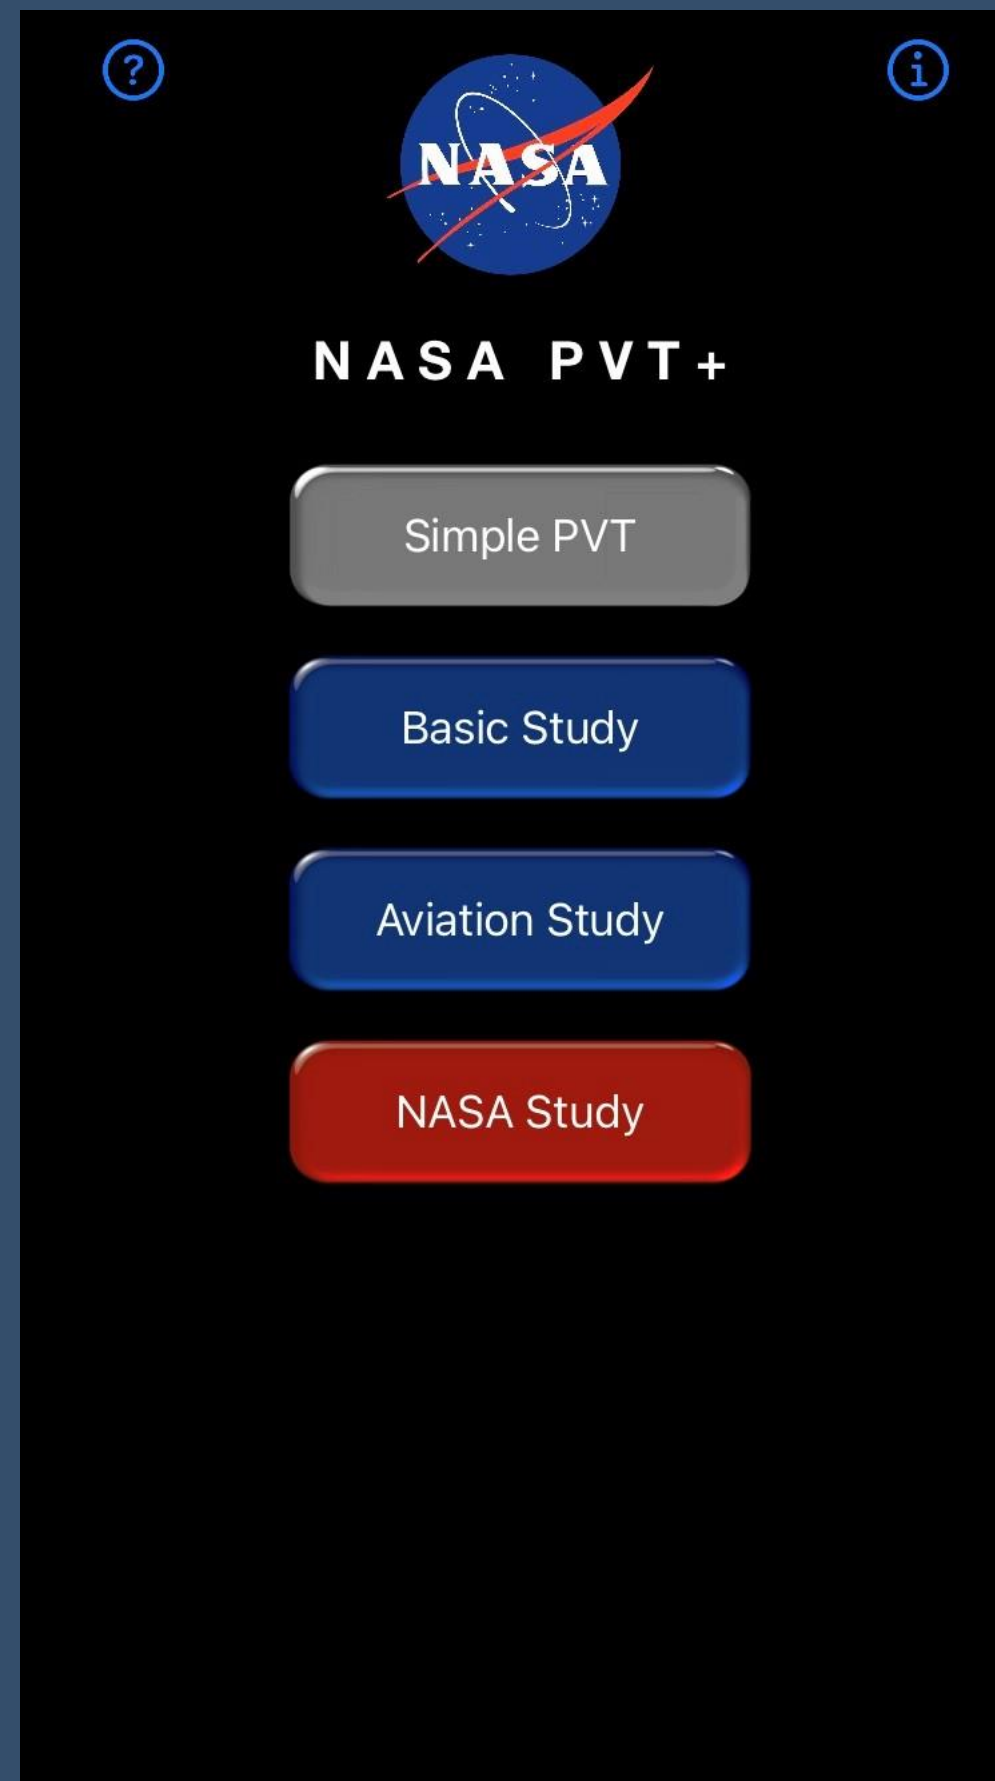 ?
i
NASA
NASA PVT+
Simple PVT
Basic Study
Aviation Study
NASA Study